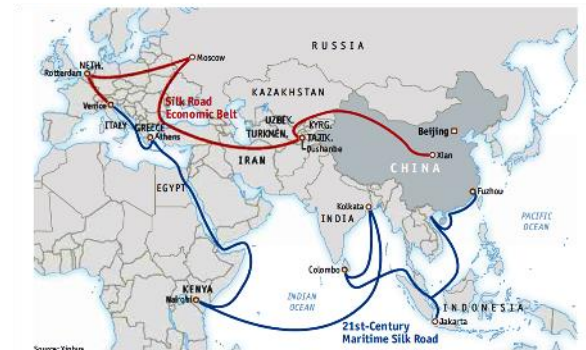 RUSSIA
Moscow
NETH.
Rotterdam
KAZAKHSTAN
Venice
Silk Road
Economic Belt
ITALY
GREECE
Athens
UZBEK.
KYRG.
TURKMEN.
TAJIK.
Dushanbe
Beijing
IRAN
Xian
CHINA
EGYPT
Fuzhou
Kolkata
INDIA
PACIFIC
OCEAN
Colombo
KENYA
Nairobi
INDIAN
OCEAN
INDONESIA
Jakarta
21st-Century
Maritime Silk Road
Source: Xinhua